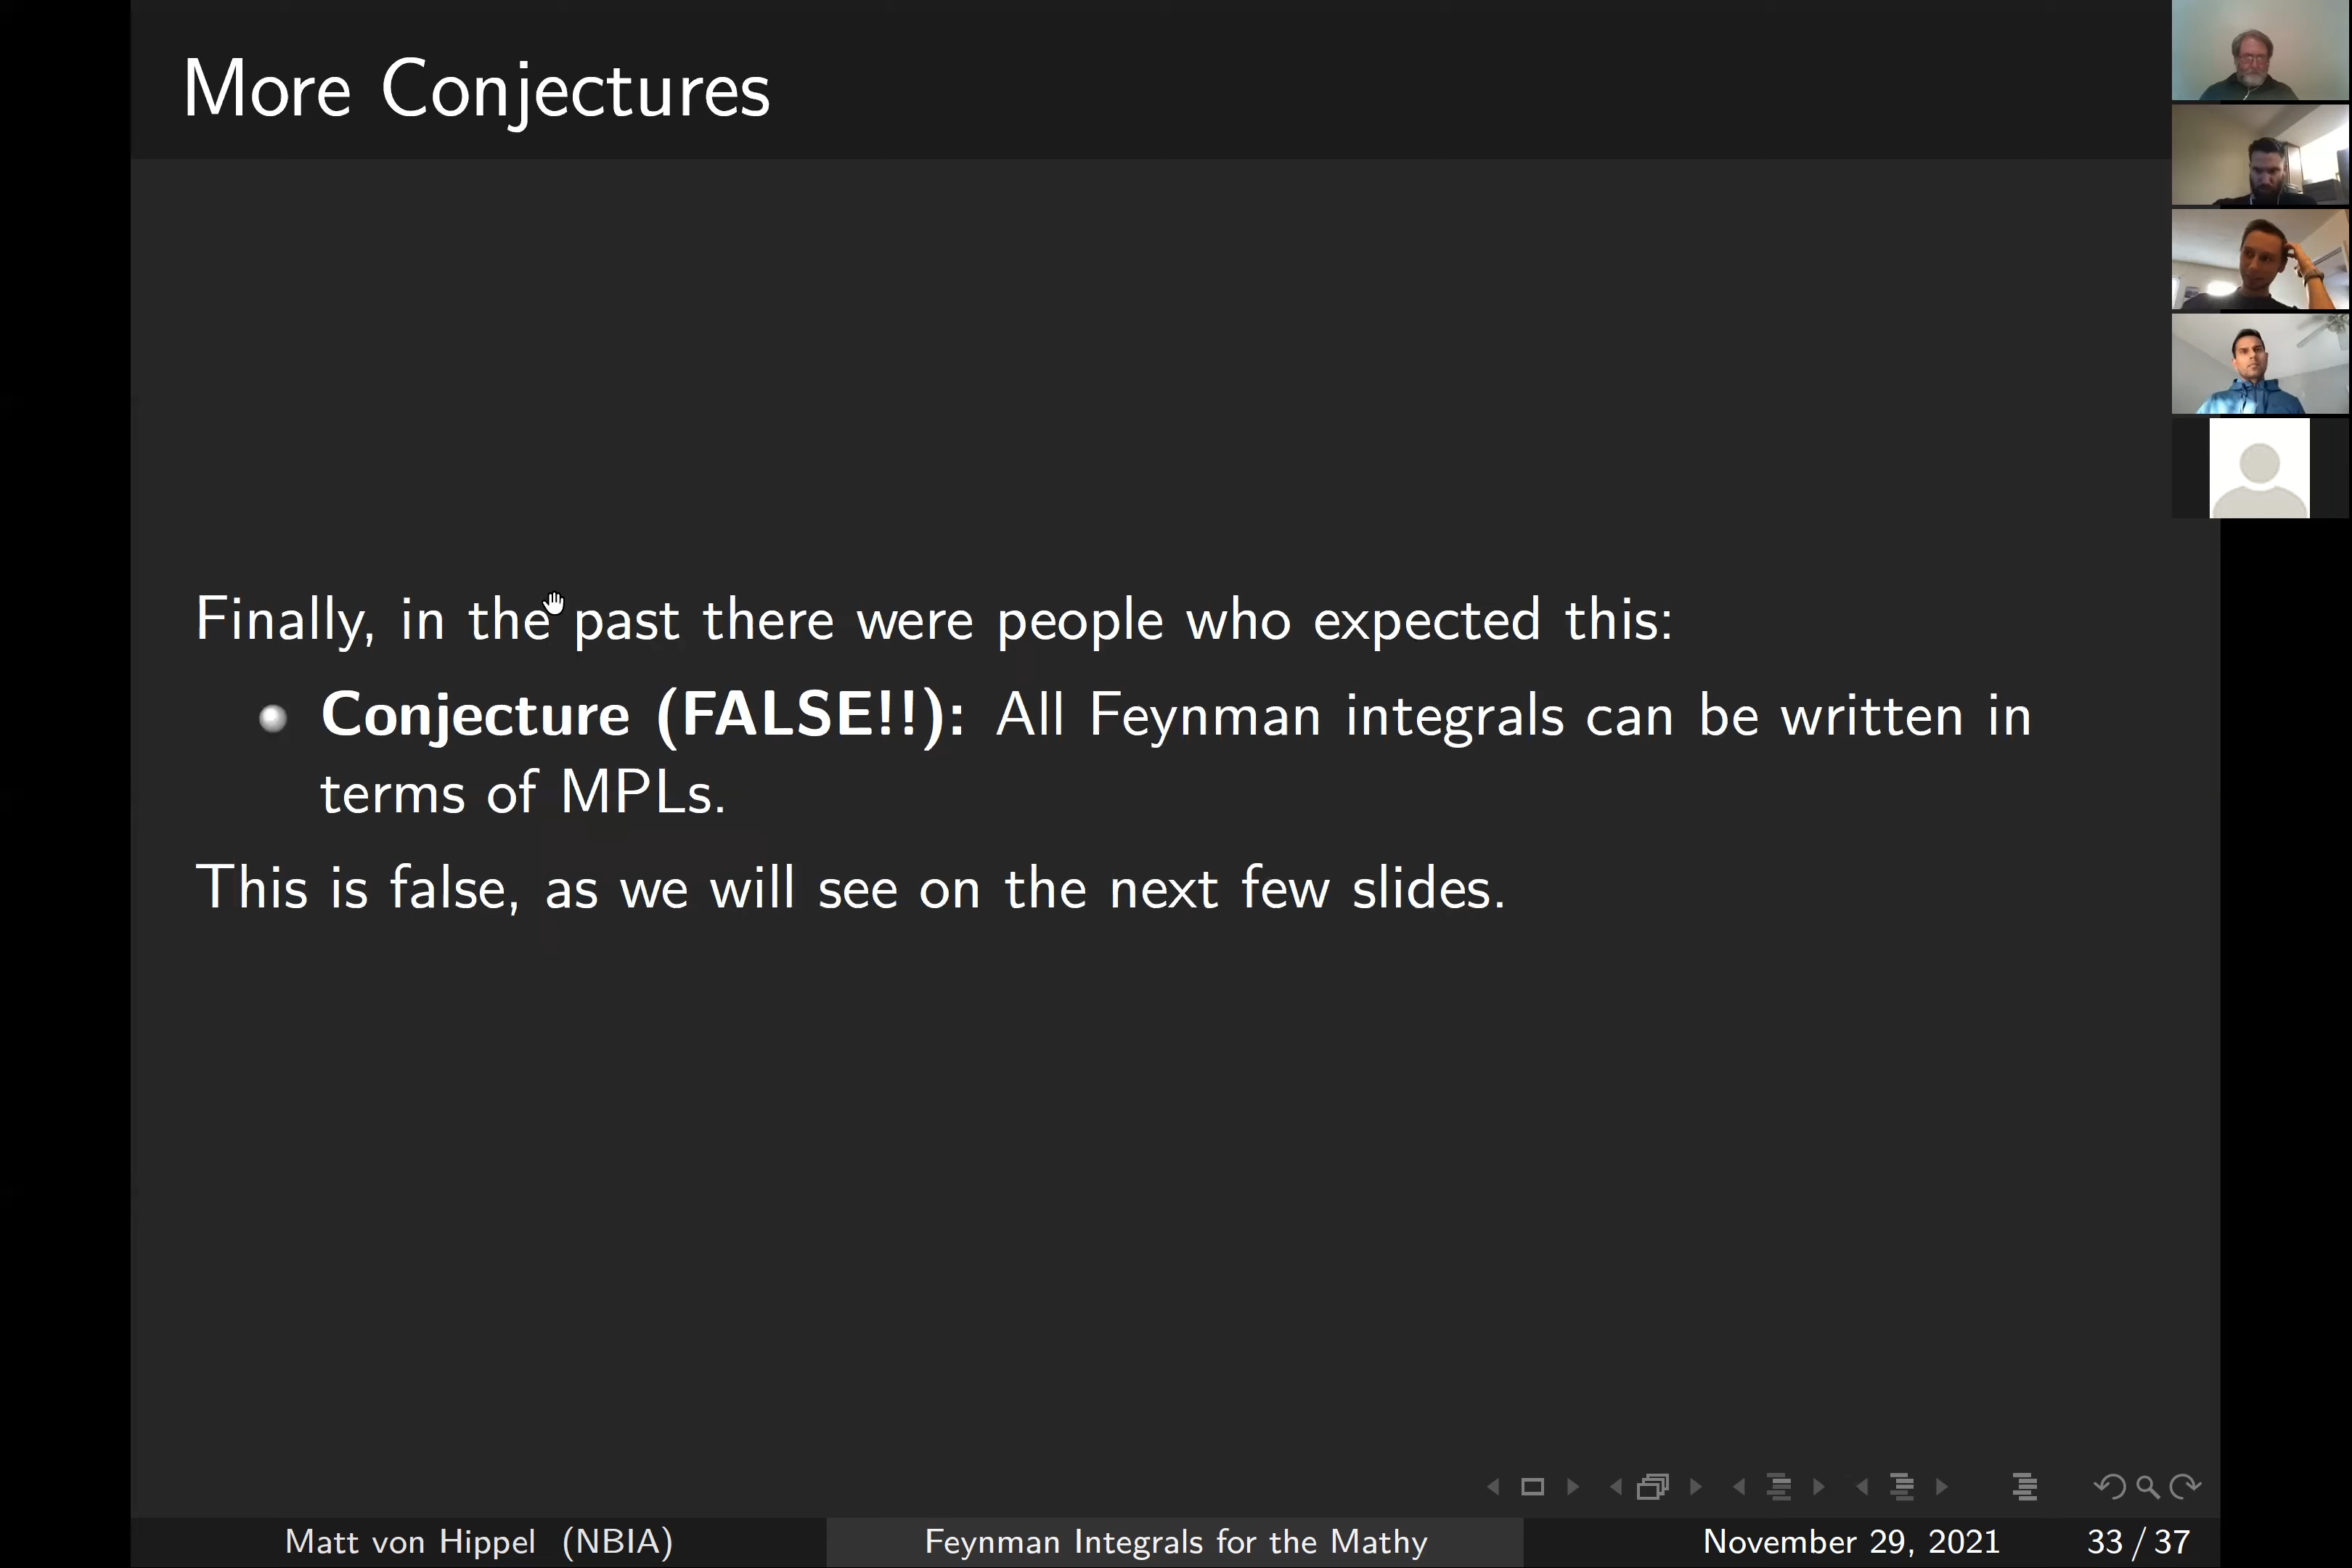 More Conjectures
Finally, in the past there were people who expected this:
Conjecture (FALSE!!): All Feynman integrals can be written in
terms of MPLs.
This is false, as we will see on the next few slides.
Matt von Hippel (NBIA)
Feynman Integrals for the Mathy
November 29, 2021
33 / 37